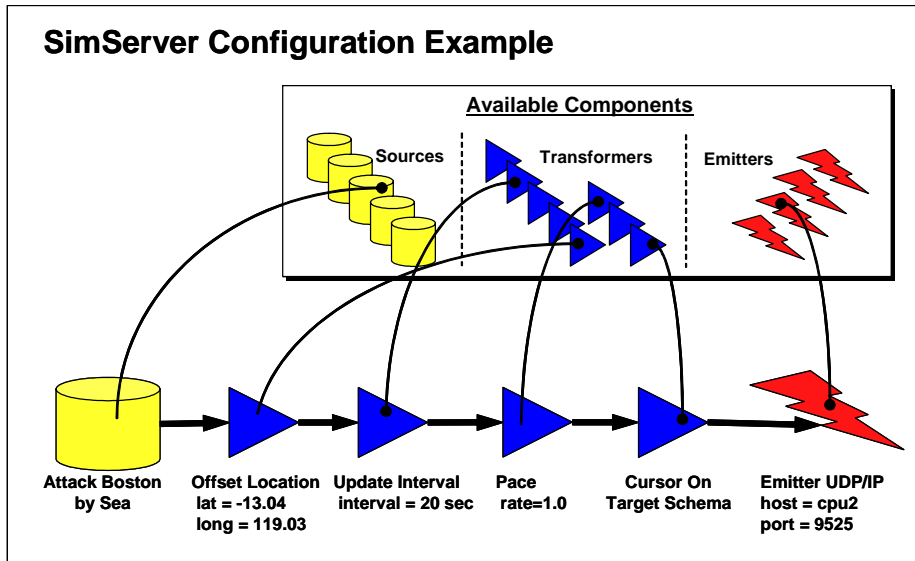 SimServer Configuration Example
Available Components
Sources
Transformers
Emitters
Attack Boston
by Sea
Offset Location
lat = -13.04
long = 119.03
Update Interval
interval = 20 sec
Pace
rate=1.0
Cursor On
Target Schema
Emitter UDP/IP
host = cpu2
port = 9525